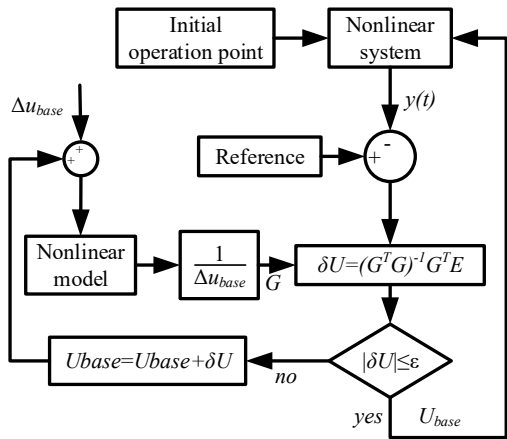 Initial
operation point
Nonlinear
system
y(t)
Δu_base
+
+
Reference
+
-
Nonlinear
model
1
Δu_base
G
δU=(G^T G)^-1 G^T E
Ubase=Ubase+δU
no
|δU|≤ε
yes
U_base